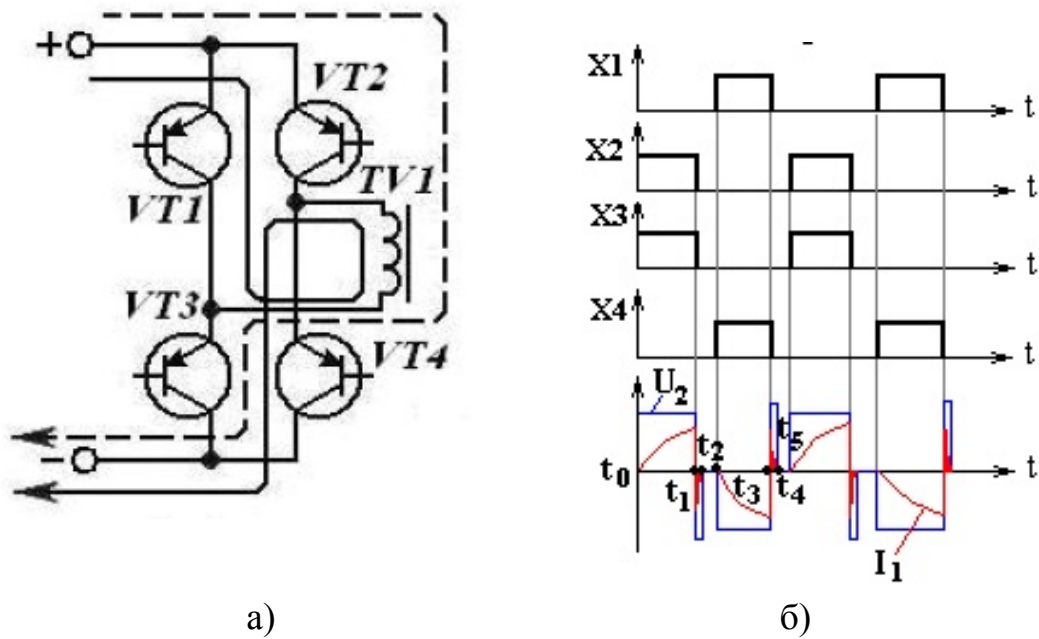 +
VT2
TV1
VT1
VT3
VT4
-
а)
-
X1
t
X2
t
X3
t
X4
t
U2
t0
t1
t2
t3
t4
t5
t
I1
б)